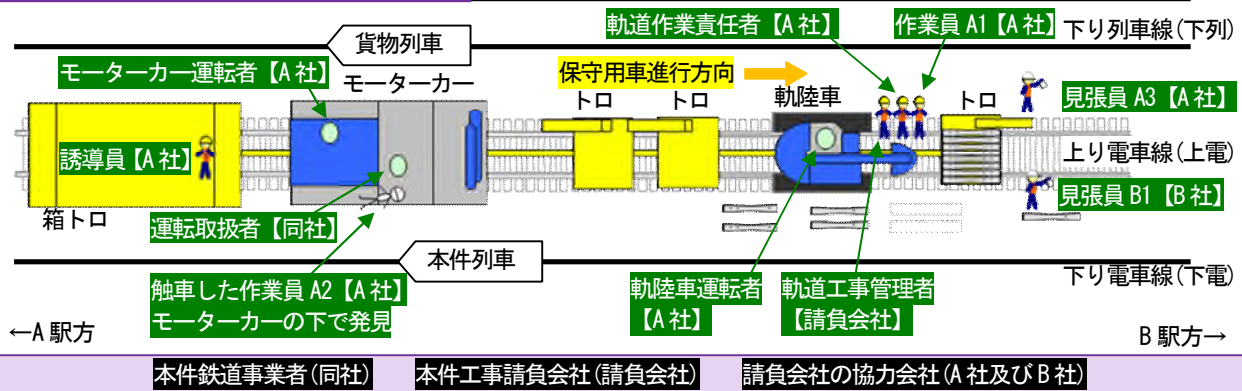 軌道作業責任者【A社】
作業員 A1【A社】
下り列車線(下列)
貨物列車
モーターカー運転者【A社】
モーターカー
保守用車進行方向
トロ
トロ
軌陸車
トロ
見張員 A3【A社】
誘導員【A社】
上り電車線(上電)
見張員 B1【B社】
箱トロ
運転取扱者【同社】
本件列車
下り電車線(下電)
触車した作業員 A2【A社】
モーターカーの下で発見
軌陸車運転者
【A社】
軌道工事管理者
【請負会社】
←A駅方
B駅方→
本件鉄道事業者(同社)
本件工事請負会社(請負会社)
請負会社の協力会社(A社及びB社)